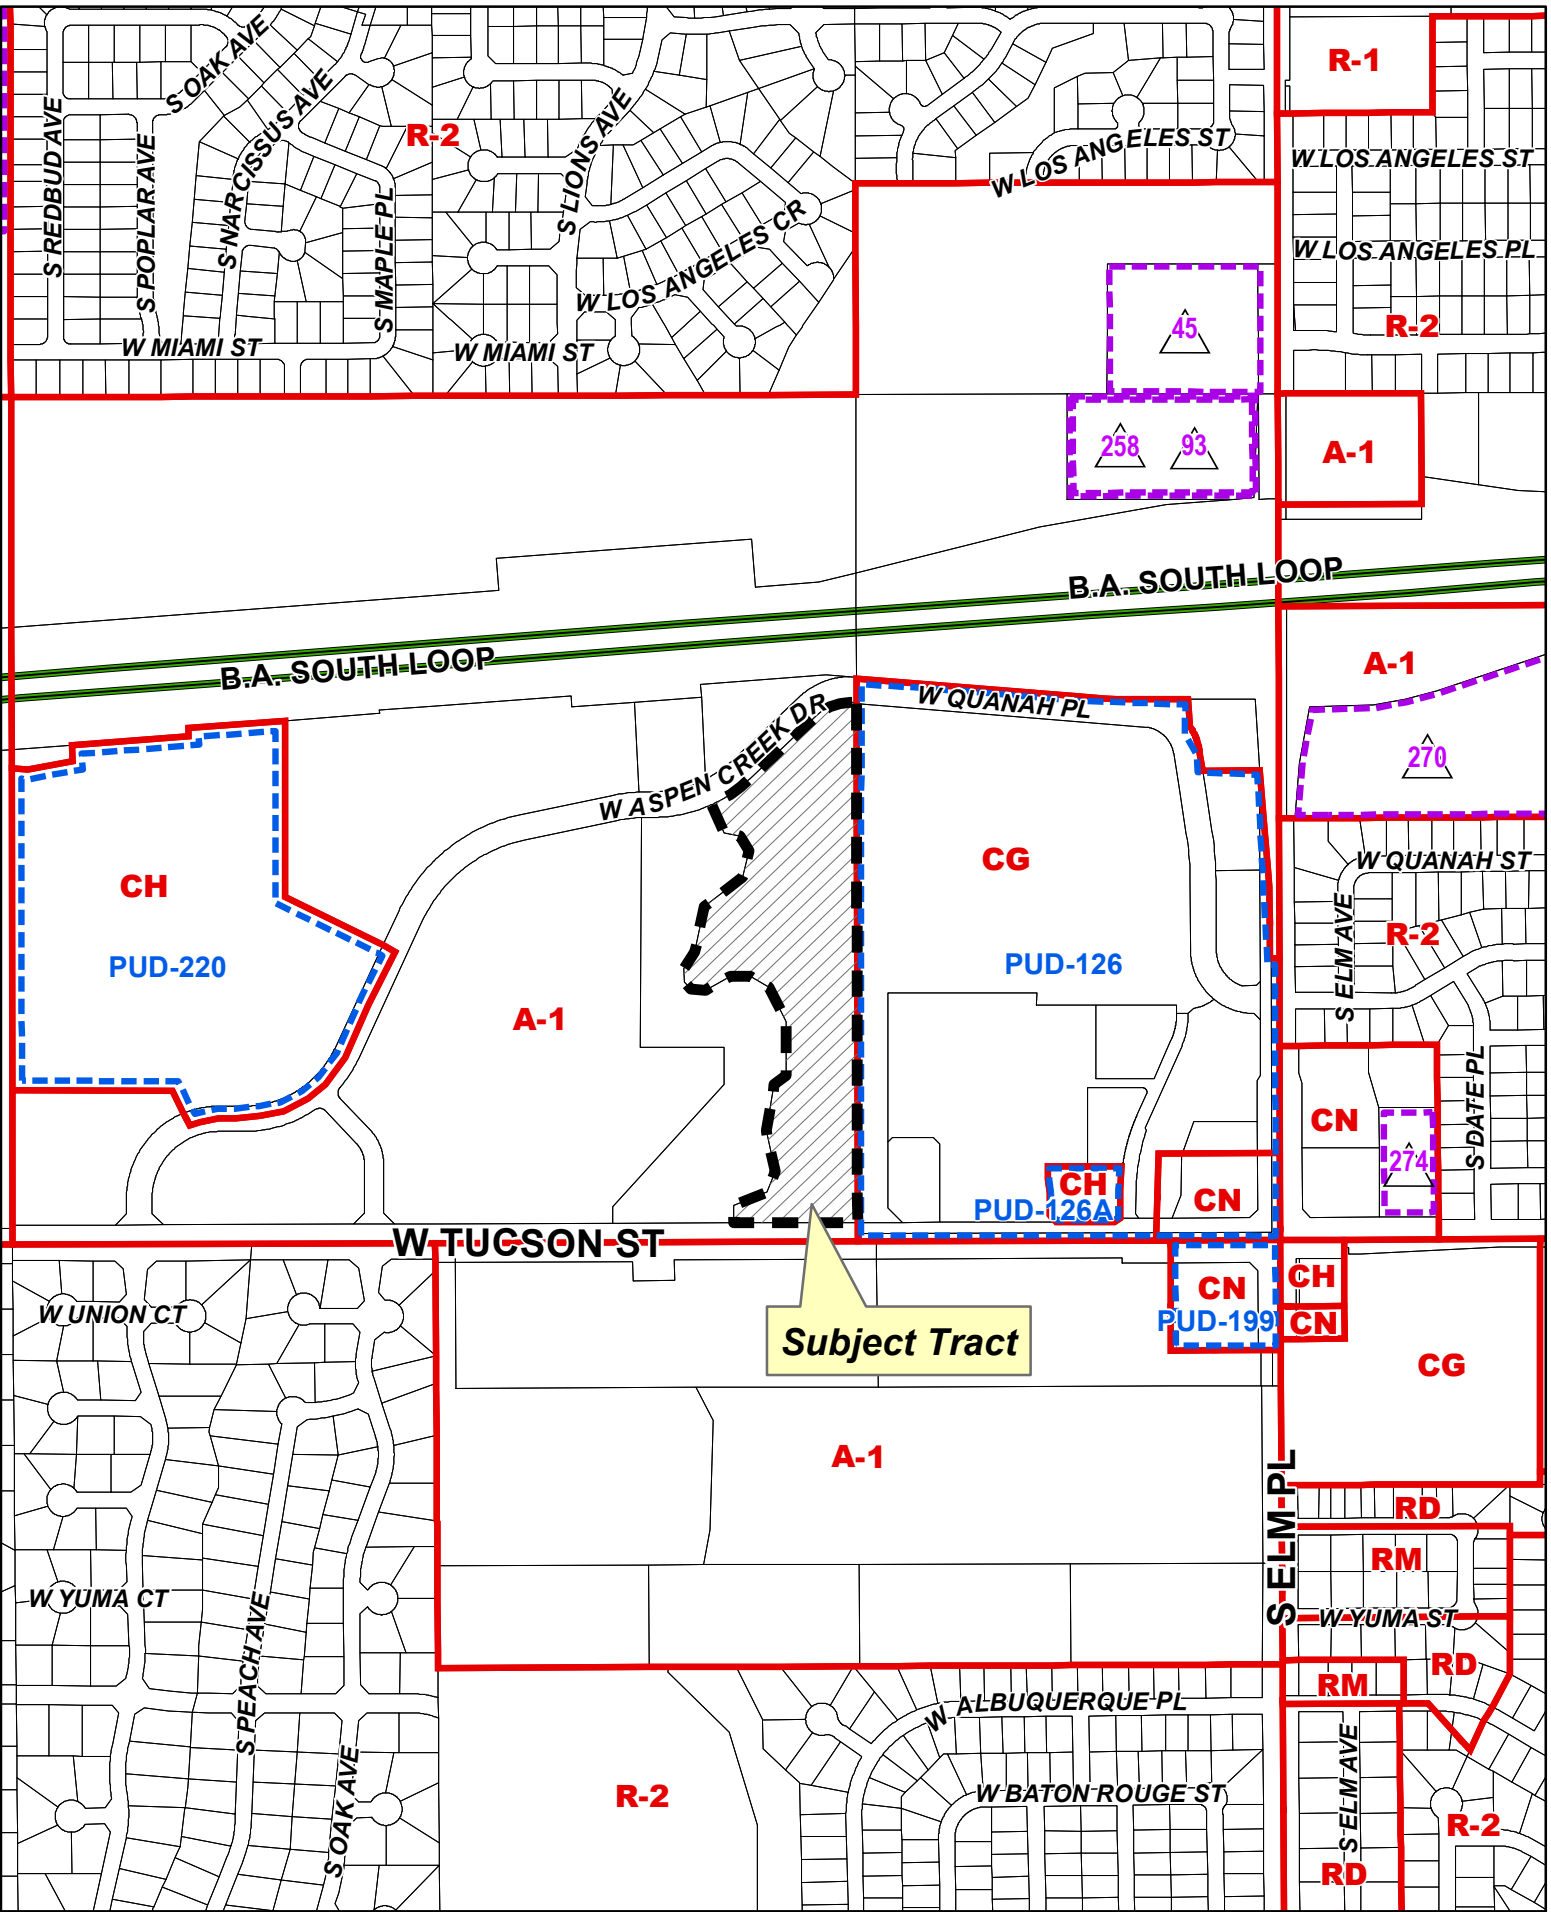 S OAK AVE
R-1
S REDBUD AVE
S POPLAR AVE
S NARCISSUS AVE
R-2
S LIONS AVE
W LOS ANGELES ST
W LOS ANGELES ST
S MAPLE PL
W LOS ANGELES CR
W LOS ANGELES PL
W MIAMI ST
W MIAMI ST
45
R-2
258
93
A-1
B.A. SOUTH LOOP
B.A. SOUTH LOOP
A-1
W QUANAH PL
W ASPEN CREEK DR
270
CH
CG
W QUANAH ST
PUD-220
PUD-126
S ELM AVE
R-2
A-1
CN
S DATE PL
274
CH
PUD-126A
CN
W TUCSON ST
W UNION CT
CN
PUD-199
CH
CN
Subject Tract
CG
A-1
S ELM PL
RD
RM
W YUMA CT
W YUMA ST
S PEACH AVE
RD
RM
W ALBUQUERQUE PL
S OAK AVE
R-2
W BATON ROUGE ST
S ELM AVE
R-2
RD